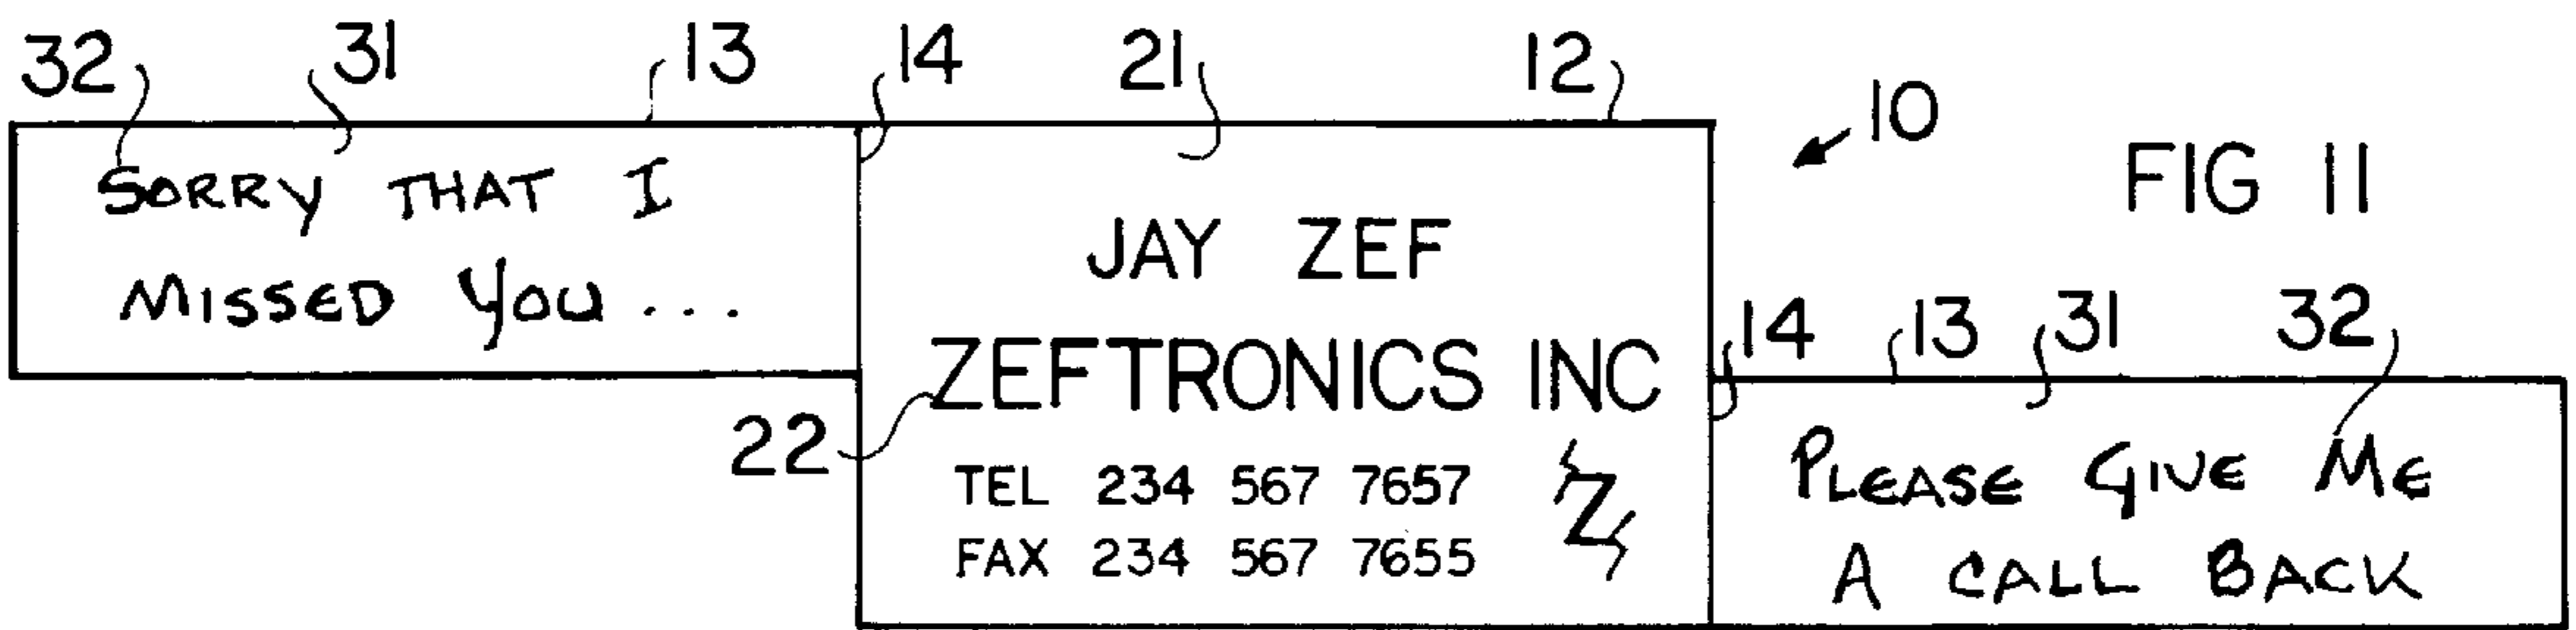 32 31 13 14 21 12 10
FIG 11
SORRY THAT I
MISSED YOU ...
JAY ZEF
ZEFTRONICS INC
TEL 234 567 7657
FAX 234 567 7655
Z
22
14 13 31 32
PLEASE GIVE ME
A CALL BACK